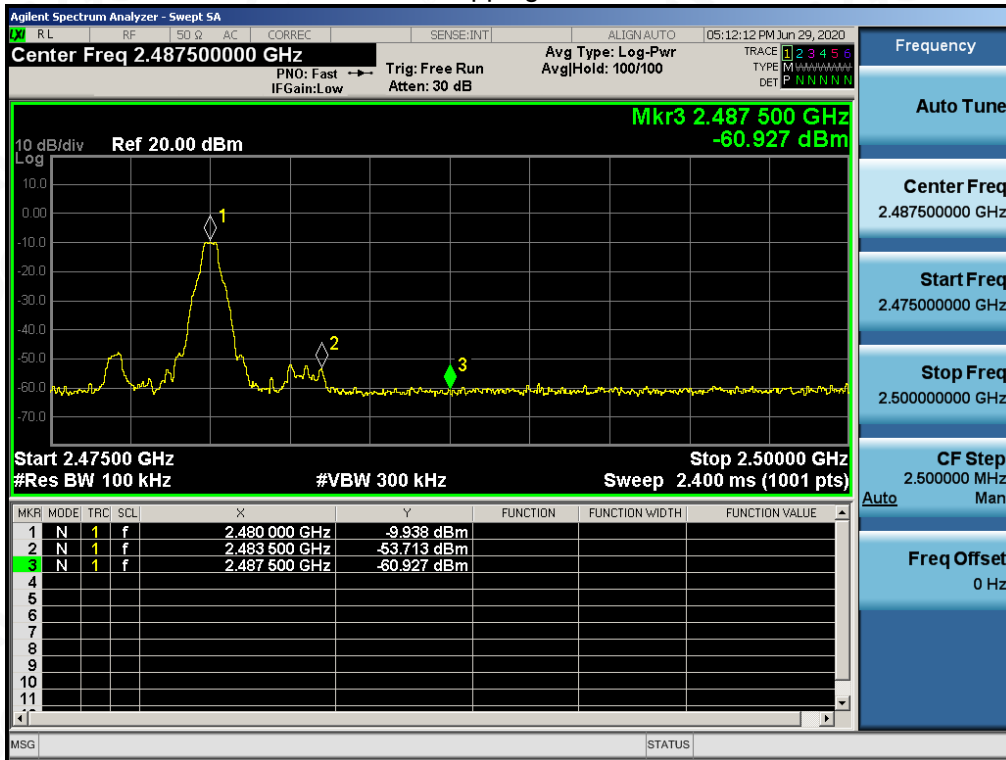 Agilent Spectrum Analyzer - Swept SA
LXI RL RF 50 Ω AC CORREC SENSE:INT ALIGN AUTO 05:12:12 PM Jun 29, 2020
Center Freq 2.487500000 GHz
PNO: Fast
IFGain:Low
Trig: Free Run
Atten: 30 dB
Avg Type: Log-Pwr
Avg|Hold: 100/100
TRACE 1 2 3 4 5 6
TYPE M WWWWW
DET P N N N N N
Mkr3 2.487 500 GHz
-60.927 dBm
10 dB/div Ref 20.00 dBm
Log
10.0
0.00
-10.0
-20.0
-30.0
-40.0
-50.0
-60.0
-70.0
1
2
3
Start 2.47500 GHz Stop 2.50000 GHz
#Res BW 100 kHz #VBW 300 kHz Sweep 2.400 ms (1001 pts)
MKR MODE TRC SCL X Y FUNCTION FUNCTION WIDTH FUNCTION VALUE
1 N 1 f 2.480 000 GHz -9.938 dBm
2 N 1 f 2.483 500 GHz -53.713 dBm
3 N 1 f 2.487 500 GHz -60.927 dBm
4
5
6
7
8
9
10
11
MSG STATUS
Frequency
Auto Tune
Center Freq
2.487500000 GHz
Start Freq
2.475000000 GHz
Stop Freq
2.500000000 GHz
CF Step
2.500000 MHz
Auto Man
Freq Offset
0 Hz